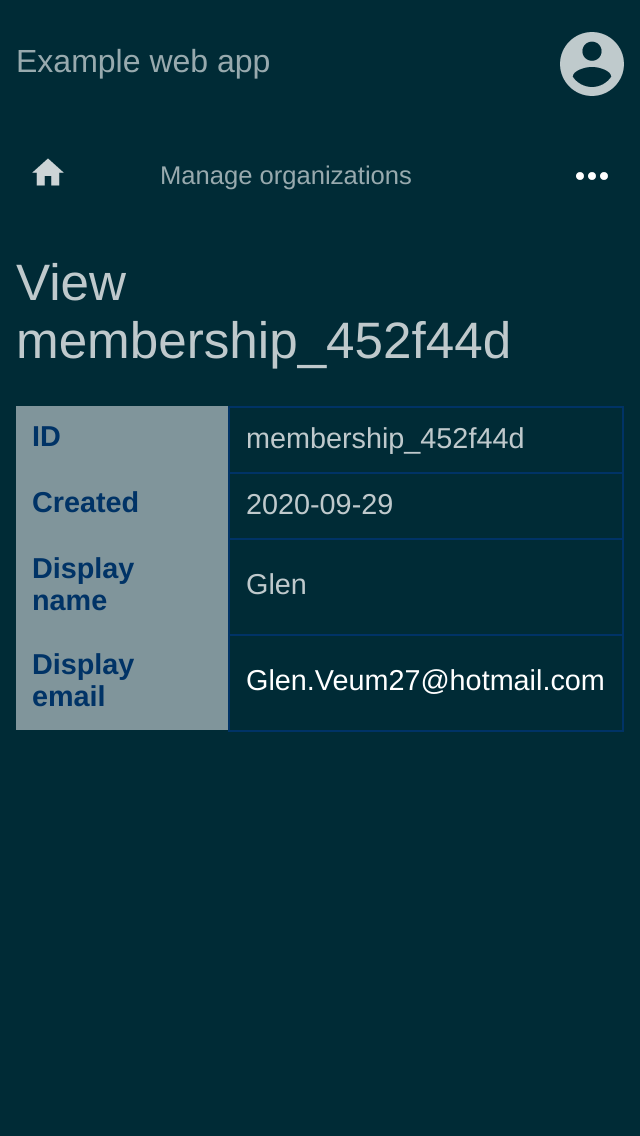 Example web app
Manage organizations
View
membership_452f44d
ID
membership_452f44d
Created
2020-09-29
Display
name
Glen
Display
email
Glen.Veum27@hotmail.com